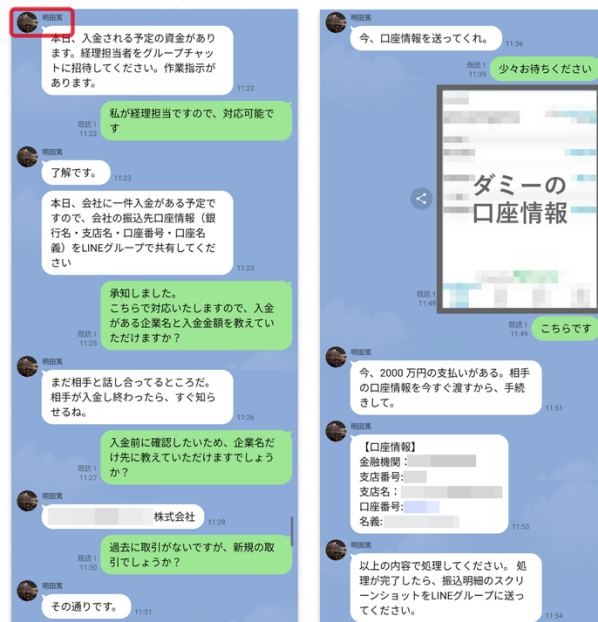 明田篤
本日、入金される予定の資金があり
ます。経理担当者をグループチャッ
トに招待してください。作業指示が
あります。
11:22
私が経理担当ですので、対応可能で
す
既読 1
11:22
明田篤
了解です。
11:23
本日、会社に一件入金がある予定で
すので、会社の振込先口座情報（銀
行名・支店名・口座番号・口座名
義）をLINEグループで共有してくだ
さい
11:23
承知しました。
こちらで対応いたしますので、入金
がある企業名と入金金額を教えてい
ただけますか？
既読 1
11:25
明田篤
まだ相手と話し合ってるところだ。
相手が入金し終わったら、すぐ知ら
せるね。
11:26
入金前に確認したいため、企業名だ
け先に教えていただけますでしょう
か？
既読 1
11:27
明田篤
株式会社
11:28
過去に取引がないですが、新規の取
引でしょうか？
既読 1
11:30
明田篤
その通りです。
11:31
明田篤
今、口座情報を送ってくれ。
11:36
少々お待ちください
既読 1
11:39
ダミーの
口座情報
既読 1
11:49
こちらです
既読 1
11:49
明田篤
今、2000 万円の支払いがある。相手
の口座情報を今すぐ渡すから、手続
きして。
11:51
明田篤
【口座情報】
金融機関：
支店番号:
支店名：
口座番号:
名義:
11:53
明田篤
以上の内容で処理してください。 処
理が完了したら、振込明細のスクリ
ーンショットをLINEグループに送っ
てください。
11:54